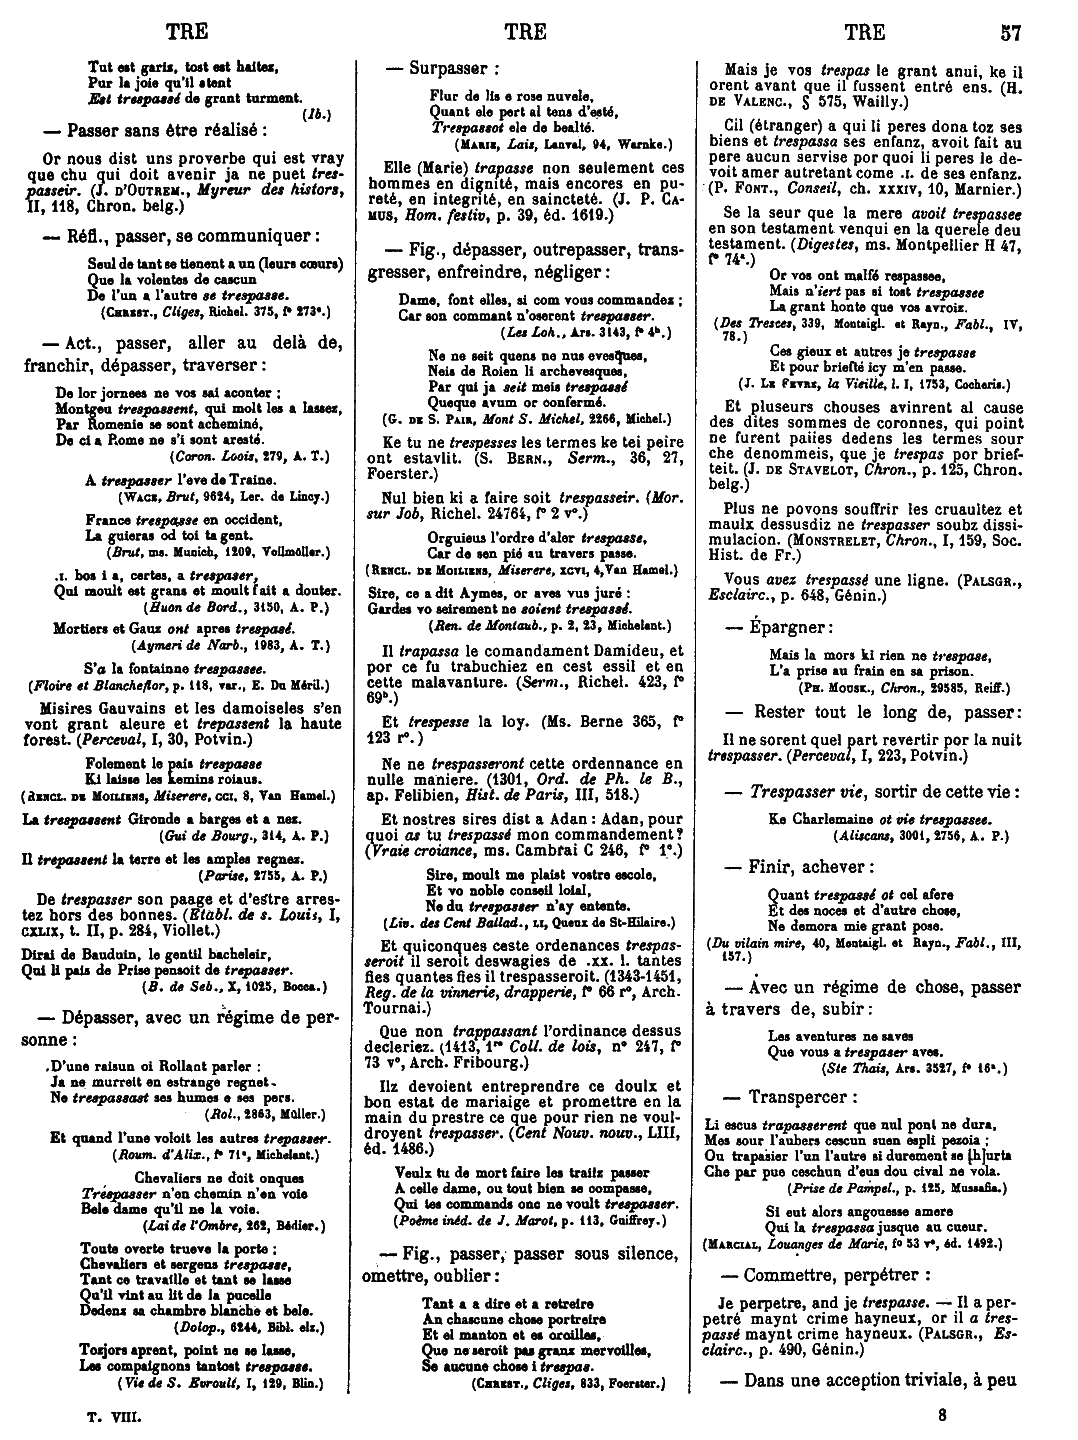 TRE TRE TRE 57
Tut est gariz, tost est haitez,
Pur la joie qu'il atent
Est trespassé de grant turment.
(Ib.)
— Passer sans être réalisé :
Or nous dist uns proverbe qui est vray
que chu qui doit avenir ja ne puet tres-
passeir. (J. D'OUTREM., Myreur des histors,
II, 118, Chron. belg.)
— Réfl., passer, se communiquer :
Seul de tant se tienent a un (leurs cœurs)
Que la volentes de cascun
De l'un a l'autre se trespasse.
(CHREST., Cliges, Richel. 375, f° 273ᵃ.)
— Act., passer, aller au delà de,
franchir, dépasser, traverser :
De lor jornees ne vos sai aconter ;
Montgeu trespassent, qui molt les a lassez,
Par Romenie se sont acheminé,
De ci a Rome ne s'i sont aresté.
(Coron. Loois, 279, A. T.)
A trespasser l'eve de Traine.
(WACE, Brut, 9624, Ler. de Lincy.)
France trespasse en occident,
La guieras od toi ta gent.
(Brut, ms. Munich, 1209, Vollmöller.)
.I. bos i a, certes, a trespaser,
Qui moult est grans et moult fait a douter.
(Huon de Bord., 3150, A. P.)
Mortiers et Gauz ont apres trespasé.
(Aymeri de Narb., 1983, A. T.)
S'a la fontainne trespassee.
(Floire et Blancheflor, p. 118, var., E. Du Méril.)
Misires Gauvains et les damoiseles s'en
vont grant aleure et trepassent la haute
forest. (Perceval, I, 30, Potvin.)
Folement le pais trespasse
Ki laisse les kemins roiaus.
(RENCL. DE MOILIENS, Miserere, CCI, 8, Van Hamel.)
La trespassent Gironde a barges et a nez.
(Gui de Bourg., 314, A. P.)
Il trepassent la terre et les amples regnez.
(Parise, 2755, A. P.)
De trespasser son paage et d'estre arres-
tez hors des bonnes. (Etabl. de s. Louis, I,
CXLIX, t. II, p. 284, Viollet.)
Dirai de Bauduin, le gentil bacheleir,
Qui li pais de Prise pensoit de trepasser.
(B. de Seb., X, 1025, Bocca.)
— Dépasser, avec un régime de per-
sonne :
D'une raisun oi Rollant parler :
Ja ne murreit en estrange regnet
Ne trespassast ses humes e ses pers.
(Rol., 2863, Müller.)
Et quand l'une voloit les autres trepasser.
(Roum. d'Alix., f° 71ᵃ, Michelant.)
Chevaliers ne doit onques
Trespasser n'en chemin n'en voie
Bele dame qu'il ne la voie.
(Lai de l'Ombre, 262, Bédier.)
Toute overte trueve la porte ;
Chevaliers et sergens trespasse,
Tant ce travaille et tant se lasse
Qu'il vint au lit de la pucelle
Dedenz sa chambre blanche et bele.
(Dolop., 6244, Bibl. elz.)
Tosjors aprent, point ne se lasse,
Les compaignons tantost trespasse.
(Vie de S. Evroult, I, 129, Blin.)
T. VIII.
— Surpasser :
Flur de lis e rose nuvele,
Quant ele pert al tens d'esté,
Trespassot ele de bealté.
(MARIE, Lais, Lanval, 94, Warnke.)
Elle (Marie) trapasse non seulement ces
hommes en dignité, mais encores en pu-
reté, en integrité, en saincteté. (J. P. CA-
MUS, Hom. festiv, p. 39, éd. 1619.)
— Fig., dépasser, outrepasser, trans-
gresser, enfreindre, négliger :
Dame, font elles, si com vous commandez ;
Car son commant n'oserent trespasser.
(Les Loh., Ars. 3143, f° 4ᵇ.)
Ne ne seit quens ne nus evesques,
Neis de Roien li archevesques,
Par qui ja seit meis trespassé
Queque avum or confermé.
(G. DE S. PAIR, Mont S. Michel, 2266, Michel.)
Ke tu ne trespesses les termes ke tei peire
ont estavlit. (S. BERN., Serm., 36, 27,
Foerster.)
Nul bien ki a faire soit trespasseir. (Mor.
sur Job, Richel. 24764, f° 2 v°.)
Orguieus l'ordre d'aler trespasse,
Car de sen pié au travers passe.
(RENCL. DE MOILIENS, Miserere, XCVI, 4, Van Hamel.)
Sire, ce a dit Aymes, or aves vus juré :
Gardes vo seirement ne soient trespassé.
(Ren. de Montaub., p. 2, 23, Michelant.)
Il trapassa le comandament Damideu, et
por ce fu trabuchiez en cest essil et en
cette malavanture. (Serm., Richel. 423, f°
69ᵇ.)
Et trespesse la loy. (Ms. Berne 365, f°
123 r°.)
Ne ne trespasseront cette ordennance en
nulle maniere. (1301, Ord. de Ph. le B.,
ap. Felibien, Hist. de Paris, III, 518.)
Et nostres sires dist a Adan : Adan, pour
quoi as tu trespassé mon commandement?
(Vraie croiance, ms. Cambrai C 246, f° 1°.)
Sire, moult me plaist vostre escole,
Et vo noble conseil loial,
Ne du trespasser n'ay entente.
(Liv. des Cent Ballad., LI, Queux de St-Hilaire.)
Et quiconques ceste ordenances trespas-
seroit il seroit deswagies de .XX. l. tantes
fies quantes fies il trespasseroit. (1343-1451,
Reg. de la vinnerie, drapperie, f° 66 r°, Arch.
Tournai.)
Que non trappassant l'ordinance dessus
decleriez. (1413, 1ʳᵉ Coll. de lois, n° 247, f°
73 v°, Arch. Fribourg.)
Ilz devoient entreprendre ce doulx et
bon estat de mariaige et promettre en la
main du prestre ce que pour rien ne voul-
droyent trespasser. (Cent Nouv. nouv., LIII,
éd. 1486.)
Veulx tu de mort faire les traitz passer
A celle dame, ou tout bien se compasse,
Qui tes commands onc ne voult trespasser.
(Poème inéd. de J. Marot, p. 113, Guiffrey.)
— Fig., passer, passer sous silence,
omettre, oublier :
Tant a a dire et a retreire
An chascune chose portreire
Et el manton et es oroilles,
Que ne seroit pas granz mervoilles,
Se aucune chose i trespas.
(CHREST., Cliges, 833, Foerster.)
Mais je vos trespas le grant anui, ke il
orent avant que il fussent entré ens. (H.
DE VALENC., § 575, Wailly.)
Cil (étranger) a qui li peres dona toz ses
biens et trespassa ses enfanz, avoit fait au
pere aucun servise por quoi li peres le de-
voit amer autretant come .I. de ses enfanz.
(P. FONT., Conseil, ch. XXXIV, 10, Marnier.)
Se la seur que la mere avoit trespassee
en son testament venqui en la querele deu
testament. (Digestes, ms. Montpellier H 47,
f° 74ᵃ.)
Or vos ont malfé respassee,
Mais n'iert pas si tost trespassee
La grant honte que vos avroiz.
(Des Tresces, 339, Montaigl. et Rayn., Fabl., IV,
78.)
Ces gieux et autres je trespasse
Et pour briefté icy m'en passe.
(J. LE FEVRE, la Vieille, l. I, 1753, Cocheris.)
Et pluseurs chouses avinrent al cause
des dites sommes de coronnes, qui point
ne furent paiies dedens les termes sour
che denommeis, que je trespas por brief-
teit. (J. DE STAVELOT, Chron., p. 125, Chron.
belg.)
Plus ne povons souffrir les cruaultez et
maulx dessusdiz ne trespasser soubz dissi-
mulacion. (MONSTRELET, Chron., I, 159, Soc.
Hist. de Fr.)
Vous avez trespassé une ligne. (PALSGR.,
Esclairc., p. 648, Génin.)
— Épargner :
Mais la mors ki rien ne trespase,
L'a prise au frain en sa prison.
(PH. MOUSK., Chron., 29585, Reiff.)
— Rester tout le long de, passer :
Il ne sorent quel part revertir por la nuit
trespasser. (Perceval, I, 223, Potvin.)
— Trespasser vie, sortir de cette vie :
Ke Charlemaine ot vie trespassee.
(Aliscans, 3001, 2756, A. P.)
— Finir, achever :
Quant trespassé ot cel afere
Et des noces et d'autre chose,
Ne demora mie grant pose.
(Du vilain mire, 40, Montaigl. et Rayn., Fabl., III,
157.)
— Avec un régime de chose, passer
à travers de, subir :
Les aventures ne saves
Que vous a trespasser aves.
(Ste Thais, Ars. 3527, f° 16ᵃ.)
— Transpercer :
Li escus trapasserent que nul pont ne dura,
Mes sour l'aubers cescun suen espli pezoia ;
Ou trapasier l'un l'autre si durement se [h]urta
Che par pue ceschun d'eus dou cival ne vola.
(Prise de Pampel., p. 125, Mussafia.)
Si eut alors angouesse amere
Qui la trespassa jusque au cueur.
(MARCIAL, Louanges de Marie, f° 53 v°, éd. 1492.)
— Commettre, perpétrer :
Je perpetre, and je trespasse. — Il a per-
petré maynt crime hayneux, or il a tres-
passé maynt crime hayneux. (PALSGR., Es-
clairc., p. 490, Génin.)
— Dans une acception triviale, à peu
8